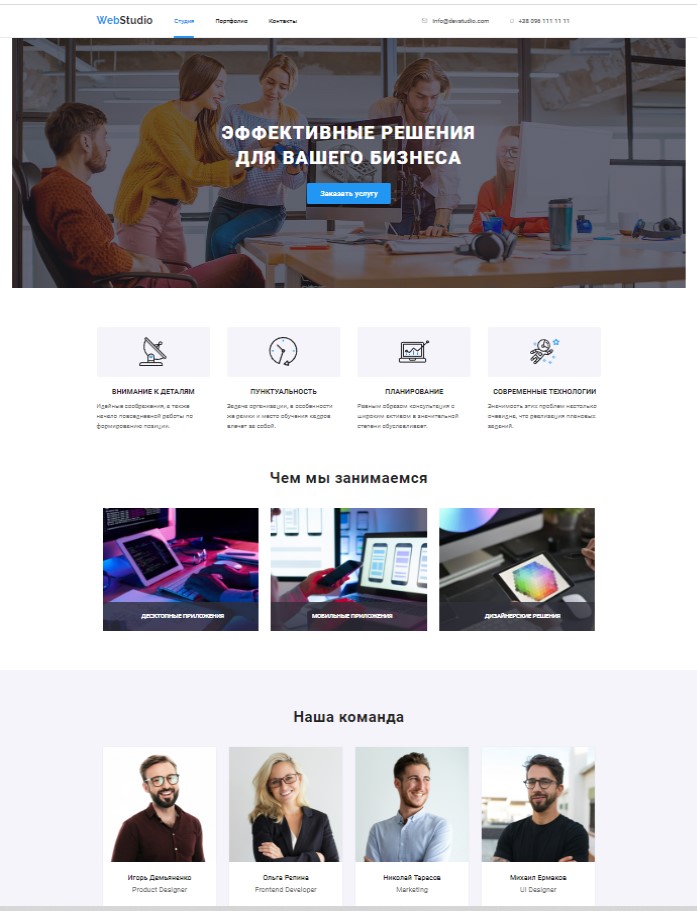 WebStudio Студия Портфолио Контакты info@devstudio.com +38 096 111 11 11
ЭФФЕКТИВНЫЕ РЕШЕНИЯ
ДЛЯ ВАШЕГО БИЗНЕСА
Заказать услугу
ВНИМАНИЕ К ДЕТАЛЯМ
Идейные соображения, а также
начало повседневной работы по
формированию позиции.
ПУНКТУАЛЬНОСТЬ
Задача организации, в особенности
же рамки и место обучения кадров
влечет за собой.
ПЛАНИРОВАНИЕ
Равным образом консультация с
широким активом в значительной
степени обуславливает.
СОВРЕМЕННЫЕ ТЕХНОЛОГИИ
Значимость этих проблем настолько
очевидна, что реализация плановых
заданий.
Чем мы занимаемся
ДЕСКТОПНЫЕ ПРИЛОЖЕНИЯ
МОБИЛЬНЫЕ ПРИЛОЖЕНИЯ
ДИЗАЙНЕРСКИЕ РЕШЕНИЯ
Наша команда
Игорь Демьяненко
Product Designer
Ольга Репина
Frontend Developer
Николай Тарасов
Marketing
Михаил Ермаков
UI Designer